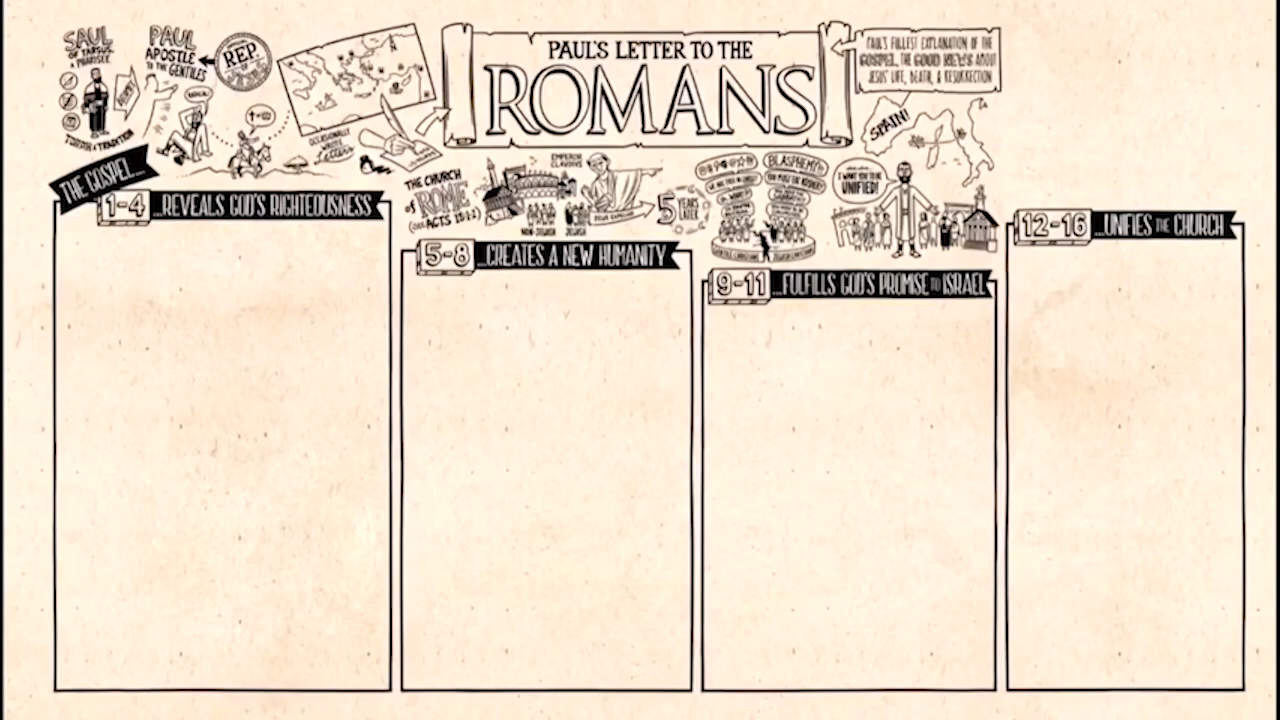 SAUL
OF TARSUS
A PHARISEE
TORAH & TRADITION
PAUL
APOSTLE
TO THE GENTILES
REP.
OCCASIONALLY
WROTE
Letters
PAUL'S LETTER TO THE
ROMANS
PAUL'S FULLEST EXPLANATION OF THE
GOSPEL, THE GOOD NEWS ABOUT
JESUS' LIFE, DEATH, & RESURRECTION
SPAIN!
THE CHURCH
of ROME
EMPEROR
CLAUDIUS
NON-JEWISH
JEWISH
5 YEARS
LATER
BLASPHEMY!
I WANT YOU TO BE
UNIFIED!
THE GOSPEL...
1-4 ...REVEALS GOD'S RIGHTEOUSNESS
5-8 ...CREATES A NEW HUMANITY
9-11 ...FULFILLS GOD'S PROMISE TO ISRAEL
12-16 ...UNIFIES THE CHURCH